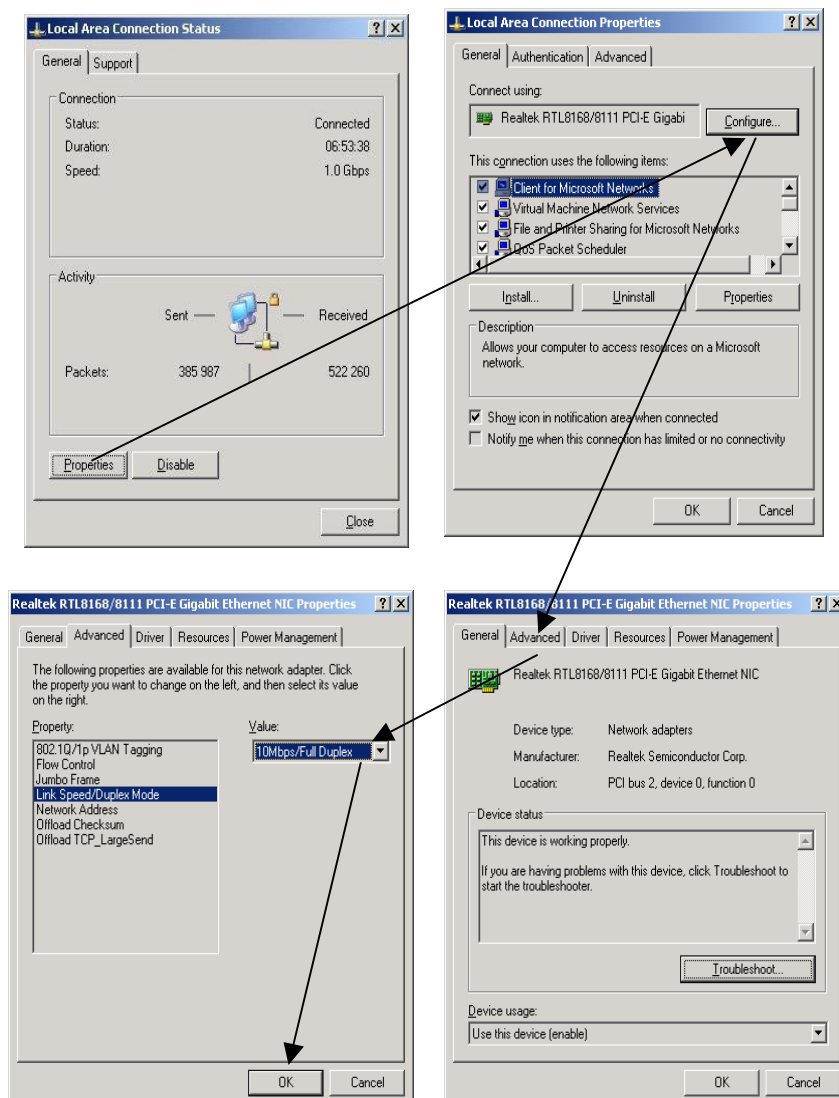 Local Area Connection Status
General Support
Connection
Status: Connected
Duration: 06:53:38
Speed: 1.0 Gbps
Activity
Sent — — Received
Packets: 385 987 522 260
Properties Disable
Close
Local Area Connection Properties
General Authentication Advanced
Connect using:
Realtek RTL8168/8111 PCI-E Gigabi Configure...
This connection uses the following items:
Client for Microsoft Networks
Virtual Machine Network Services
File and Printer Sharing for Microsoft Networks
QoS Packet Scheduler
Install... Uninstall Properties
Description
Allows your computer to access resources on a Microsoft
network.
Show icon in notification area when connected
Notify me when this connection has limited or no connectivity
OK Cancel
Realtek RTL8168/8111 PCI-E Gigabit Ethernet NIC Properties
General Advanced Driver Resources Power Management
The following properties are available for this network adapter. Click
the property you want to change on the left, and then select its value
on the right.
Property: Value:
802.1Q/1p VLAN Tagging 10Mbps/Full Duplex
Flow Control
Jumbo Frame
Link Speed/Duplex Mode
Network Address
Offload Checksum
Offload TCP_LargeSend
OK Cancel
Realtek RTL8168/8111 PCI-E Gigabit Ethernet NIC Properties
General Advanced Driver Resources Power Management
Realtek RTL8168/8111 PCI-E Gigabit Ethernet NIC
Device type: Network adapters
Manufacturer: Realtek Semiconductor Corp.
Location: PCI bus 2, device 0, function 0
Device status
This device is working properly.
If you are having problems with this device, click Troubleshoot to
start the troubleshooter.
Troubleshoot...
Device usage:
Use this device (enable)
OK Cancel